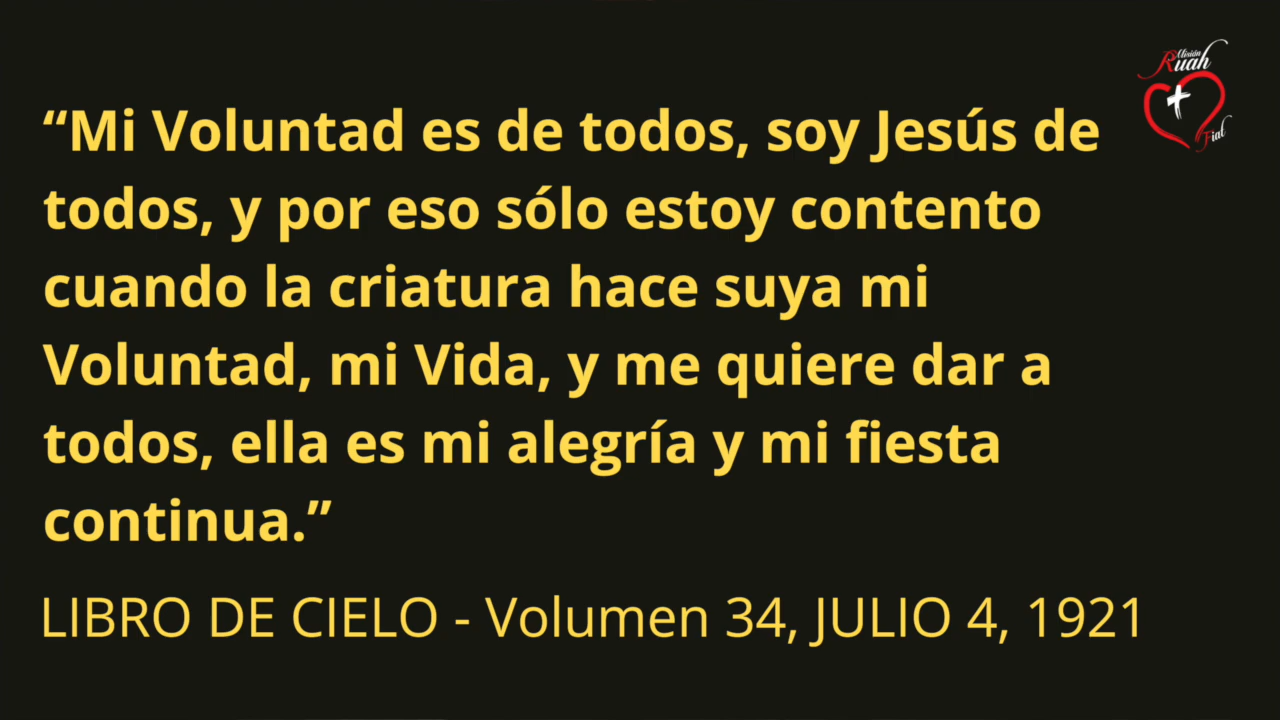 Misión
Ruah
Fiat
“Mi Voluntad es de todos, soy Jesús de
todos, y por eso sólo estoy contento
cuando la criatura hace suya mi
Voluntad, mi Vida, y me quiere dar a
todos, ella es mi alegría y mi fiesta
continua.”
LIBRO DE CIELO - Volumen 34, JULIO 4, 1921